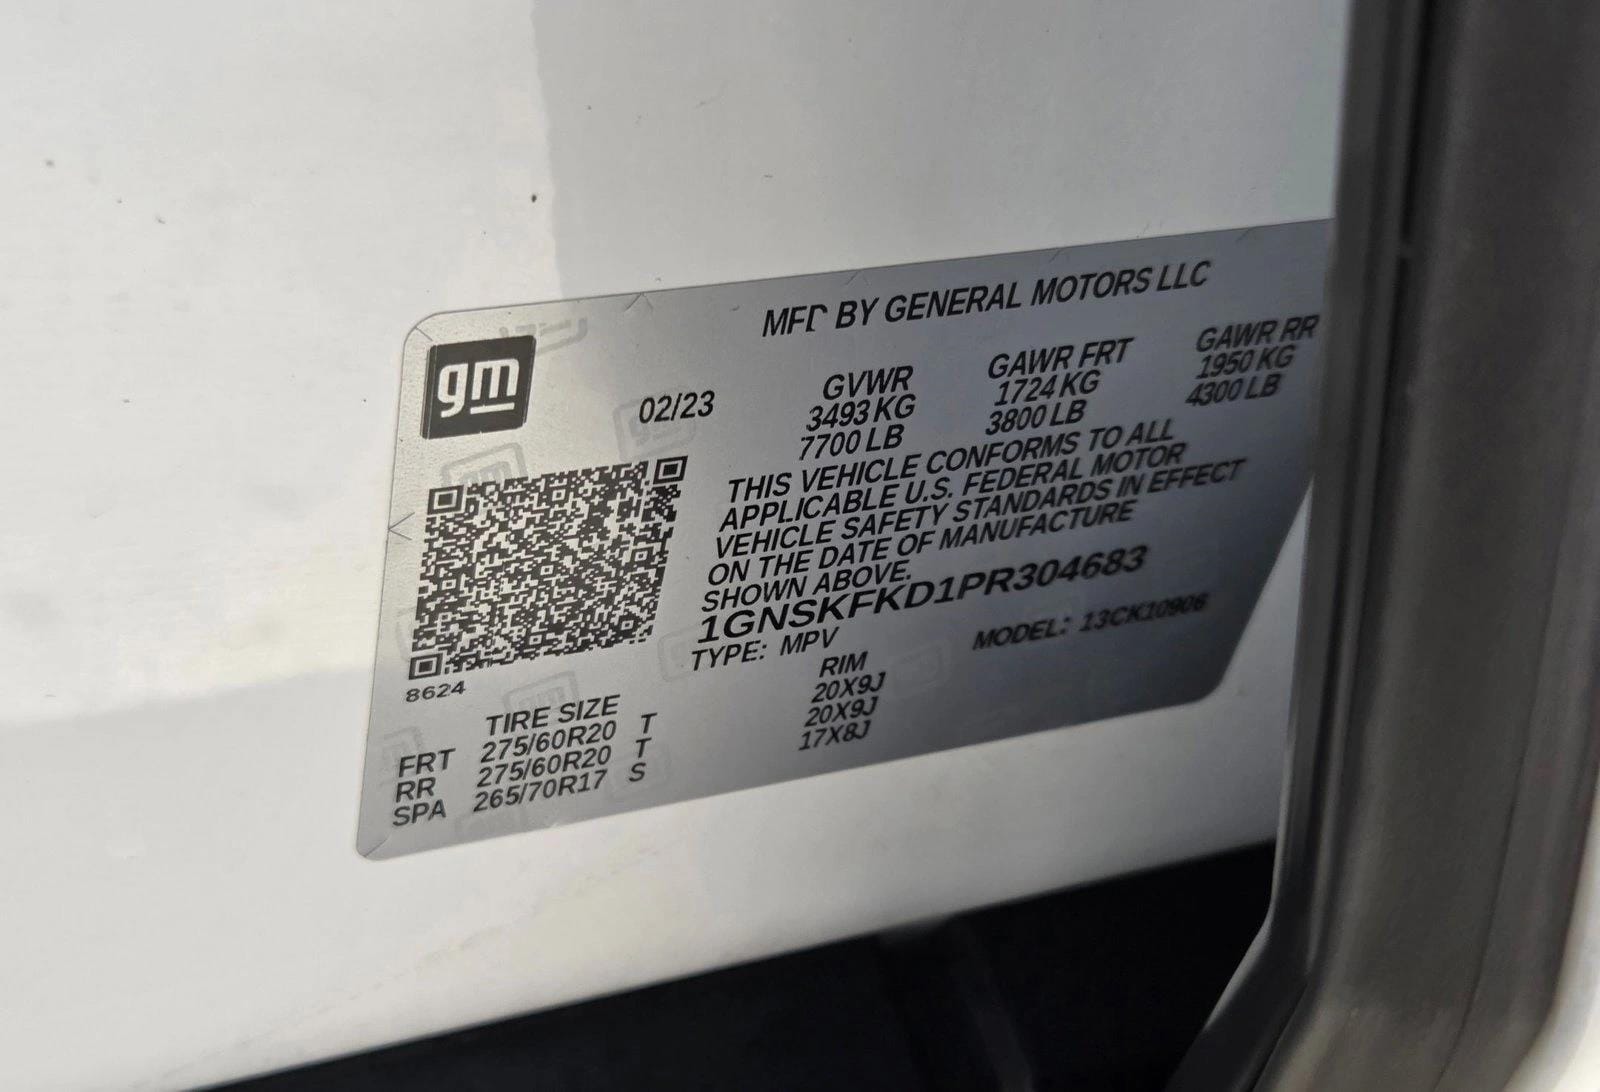 MFD BY GENERAL MOTORS LLC
gm
02/23
GVWR GAWR FRT GAWR RR
3493 KG 1724 KG 1950 KG
7700 LB 3800 LB 4300 LB
THIS VEHICLE CONFORMS TO ALL
APPLICABLE U.S. FEDERAL MOTOR
VEHICLE SAFETY STANDARDS IN EFFECT
ON THE DATE OF MANUFACTURE
SHOWN ABOVE.
1GNSKFKD1PR304683
TYPE: MPV MODEL: 13CK10906
8624
TIRE SIZE RIM
FRT 275/60R20 T 20X9J
RR 275/60R20 T 20X9J
SPA 265/70R17 S 17X8J